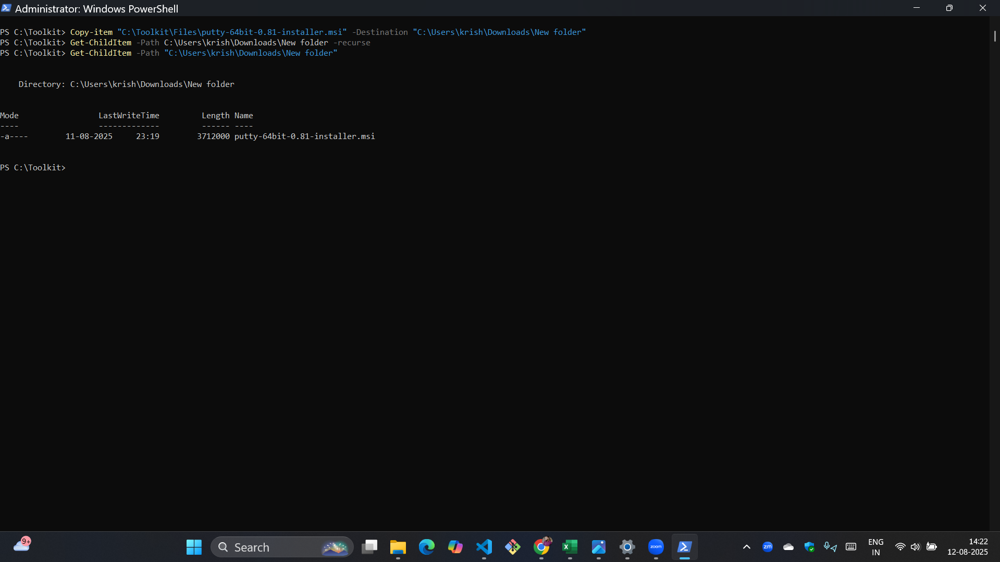 Administrator: Windows PowerShell
PS C:\Toolkit> Copy-item "C:\Toolkit\Files\putty-64bit-0.81-installer.msi" -Destination "C:\Users\krish\Downloads\New folder"
PS C:\Toolkit> Get-ChildItem -Path C:\Users\krish\Downloads\New folder -recurse
PS C:\Toolkit> Get-ChildItem -Path "C:\Users\krish\Downloads\New folder"
Directory: C:\Users\krish\Downloads\New folder
Mode LastWriteTime Length Name
---- ------------- ------ ----
-a---- 11-08-2025 23:19 3712000 putty-64bit-0.81-installer.msi
PS C:\Toolkit>
9+
Search
zoom
zm
ENG
IN
14:22
12-08-2025